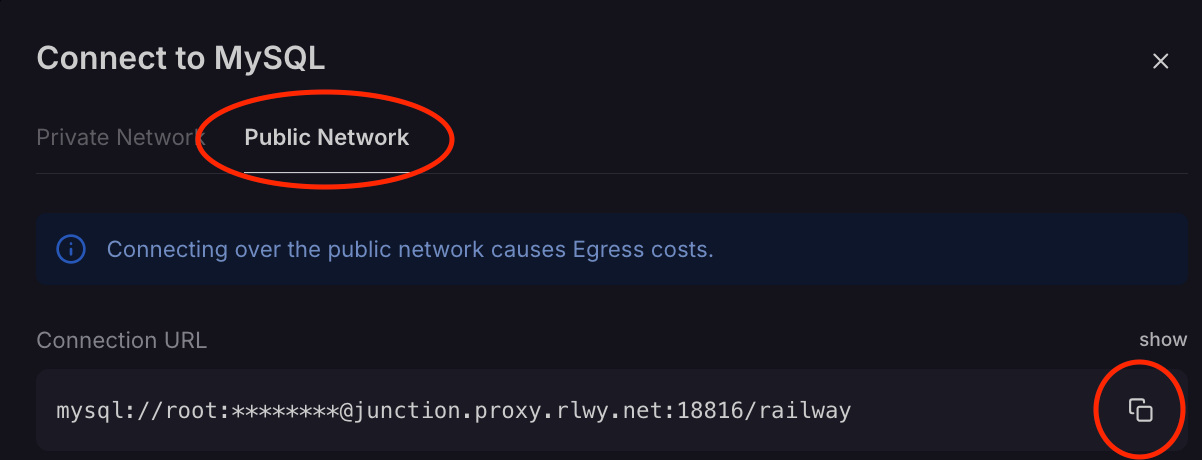 Connect to MySQL
Private Network Public Network
Connecting over the public network causes Egress costs.
Connection URL show
mysql://root:********@junction.proxy.rlwy.net:18816/railway